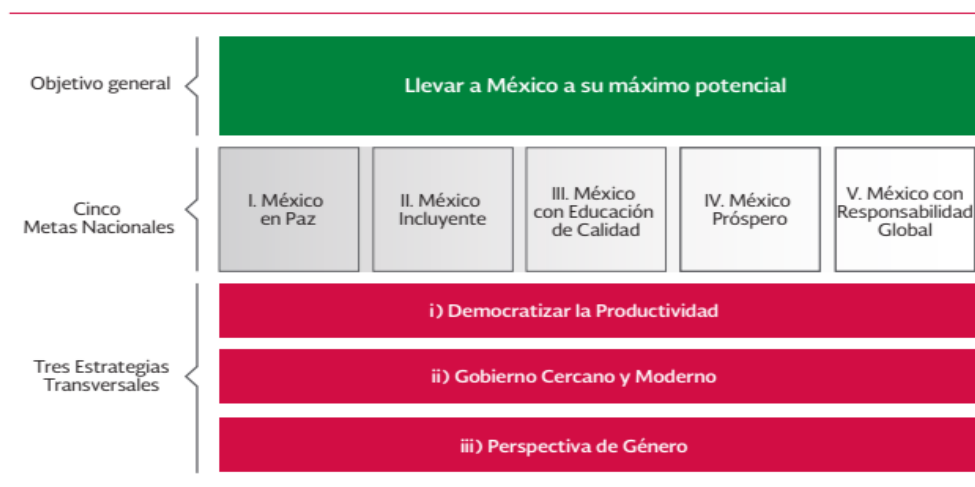 Objetivo general
Llevar a México a su máximo potencial
Cinco
Metas Nacionales
I. México
en Paz
II. México
Incluyente
III. México
con Educación
de Calidad
IV. México
Próspero
V. México con
Responsabilidad
Global
Tres Estrategias
Transversales
i) Democratizar la Productividad
ii) Gobierno Cercano y Moderno
iii) Perspectiva de Género